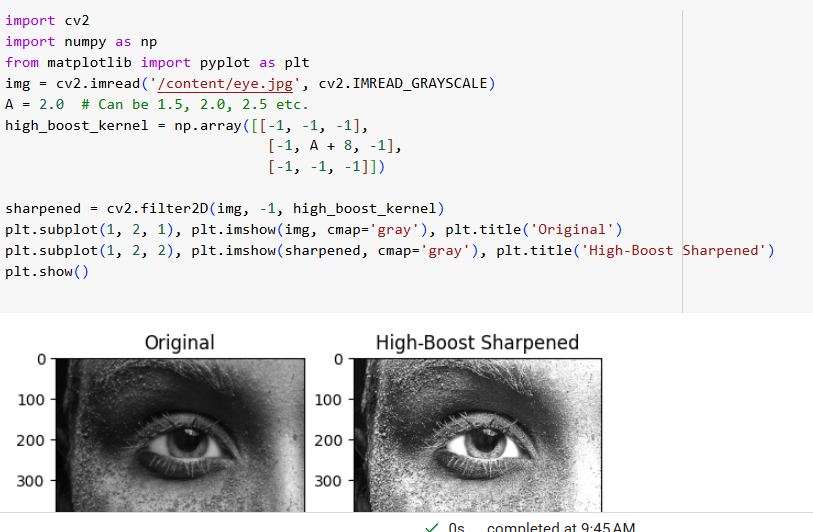 import cv2
import numpy as np
from matplotlib import pyplot as plt
img = cv2.imread('/content/eye.jpg', cv2.IMREAD_GRAYSCALE)
A = 2.0  # Can be 1.5, 2.0, 2.5 etc.
high_boost_kernel = np.array([[-1, -1, -1],
                              [-1, A + 8, -1],
                              [-1, -1, -1]])

sharpened = cv2.filter2D(img, -1, high_boost_kernel)
plt.subplot(1, 2, 1), plt.imshow(img, cmap='gray'), plt.title('Original')
plt.subplot(1, 2, 2), plt.imshow(sharpened, cmap='gray'), plt.title('High-Boost Sharpened')
plt.show()
Original High-Boost Sharpened
0 0
100 100
200 200
300 300
✓ 0s completed at 9:45 AM